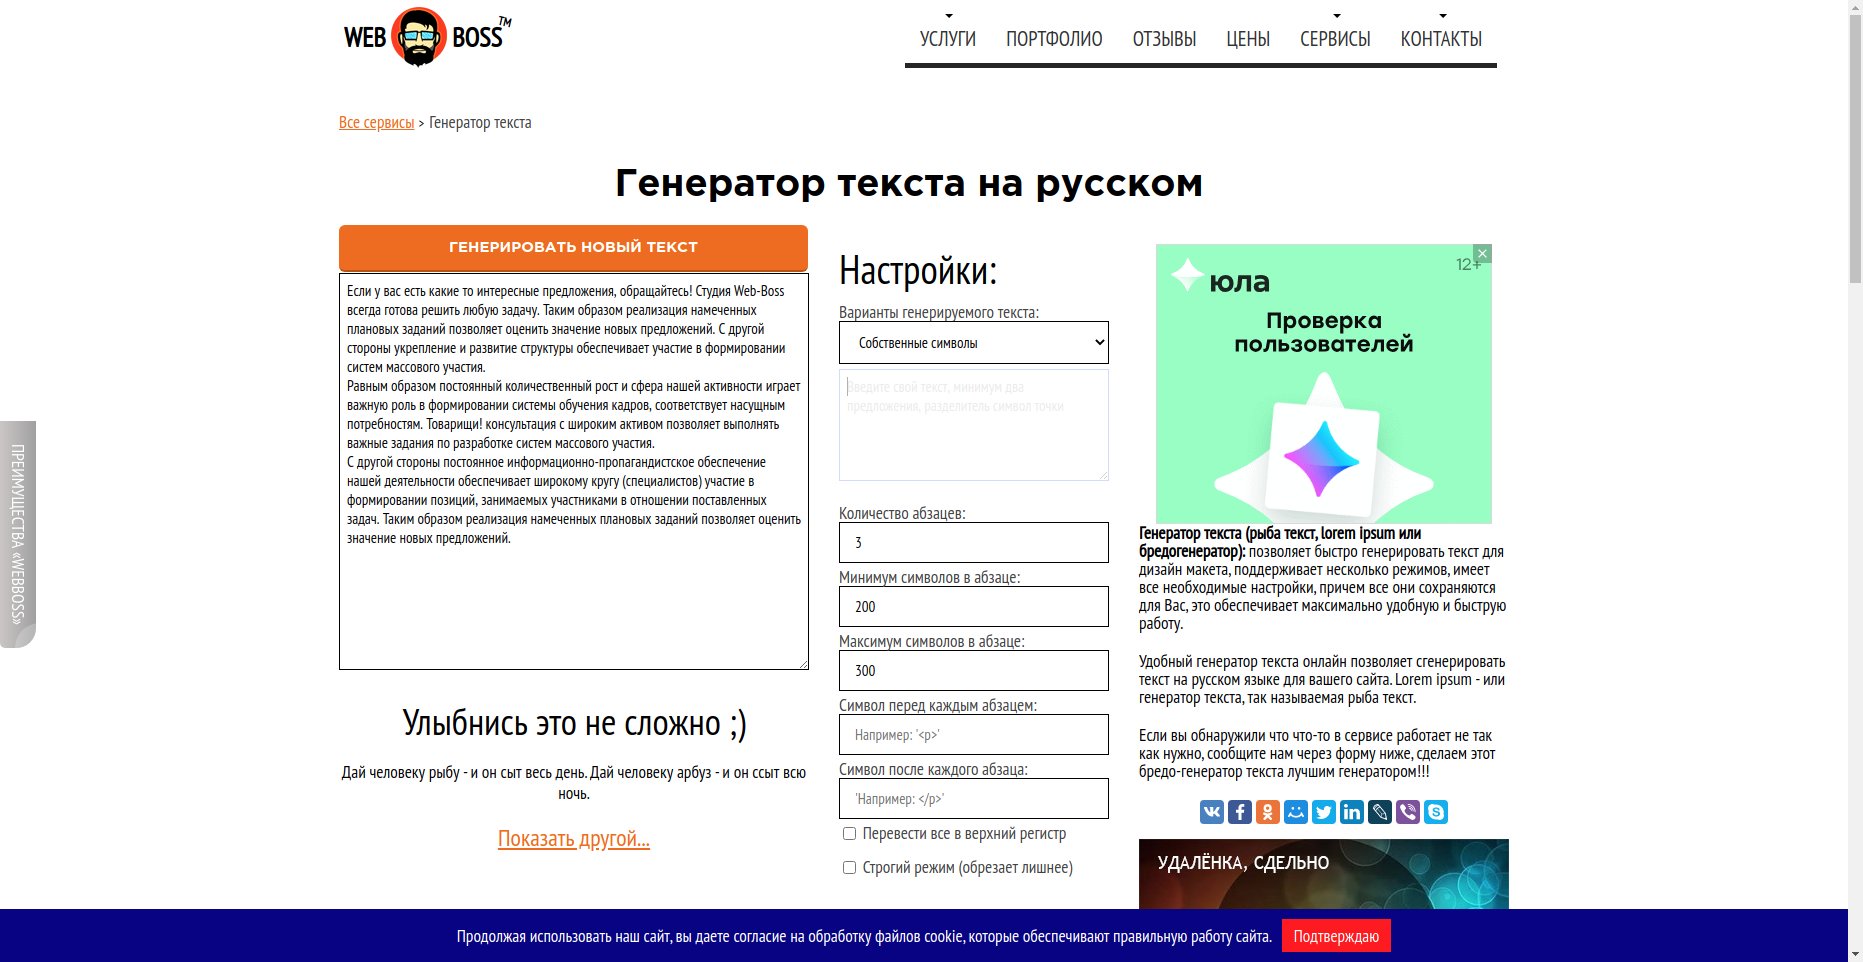 WEB BOSS TM
УСЛУГИ ПОРТФОЛИО ОТЗЫВЫ ЦЕНЫ СЕРВИСЫ КОНТАКТЫ
Все сервисы > Генератор текста
Генератор текста на русском
ГЕНЕРИРОВАТЬ НОВЫЙ ТЕКСТ
Если у вас есть какие то интересные предложения, обращайтесь! Студия Web-Boss
всегда готова решить любую задачу. Таким образом реализация намеченных
плановых заданий позволяет оценить значение новых предложений. С другой
стороны укрепление и развитие структуры обеспечивает участие в формировании
систем массового участия.
Равным образом постоянный количественный рост и сфера нашей активности играет
важную роль в формировании системы обучения кадров, соответствует насущным
потребностям. Товарищи! консультация с широким активом позволяет выполнять
важные задания по разработке систем массового участия.
С другой стороны постоянное информационно-пропагандистское обеспечение
нашей деятельности обеспечивает широкому кругу (специалистов) участие в
формировании позиций, занимаемых участниками в отношении поставленных
задач. Таким образом реализация намеченных плановых заданий позволяет оценить
значение новых предложений.
Улыбнись это не сложно ;)
Дай человеку рыбу - и он сыт весь день. Дай человеку арбуз - и он ссыт всю
ночь.
Показать другой...
Настройки:
Варианты генерируемого текста:
Собственные символы
Введите свой текст, минимум два
предложения, разделитель символ точки
Количество абзацев:
3
Минимум символов в абзаце:
200
Максимум символов в абзаце:
300
Символ перед каждым абзацем:
Например: '<p>'
Символ после каждого абзаца:
'Например: </p>'
Перевести все в верхний регистр
Строгий режим (обрезает лишнее)
12+
юла
Проверка
пользователей
Генератор текста (рыба текст, lorem ipsum или
бредогенератор): позволяет быстро генерировать текст для
дизайн макета, поддерживает несколько режимов, имеет
все необходимые настройки, причем все они сохраняются
для Вас, это обеспечивает максимально удобную и быструю
работу.
Удобный генератор текста онлайн позволяет сгенерировать
текст на русском языке для вашего сайта. Lorem ipsum - или
генератор текста, так называемая рыба текст.
Если вы обнаружили что что-то в сервисе работает не так
как нужно, сообщите нам через форму ниже, сделаем этот
бредо-генератор текста лучшим генератором!!!
УДАЛЁНКА, СДЕЛЬНО
ПРЕИМУЩЕСТВА «WEBBOSS»
Продолжая использовать наш сайт, вы даете согласие на обработку файлов cookie, которые обеспечивают правильную работу сайта. Подтверждаю